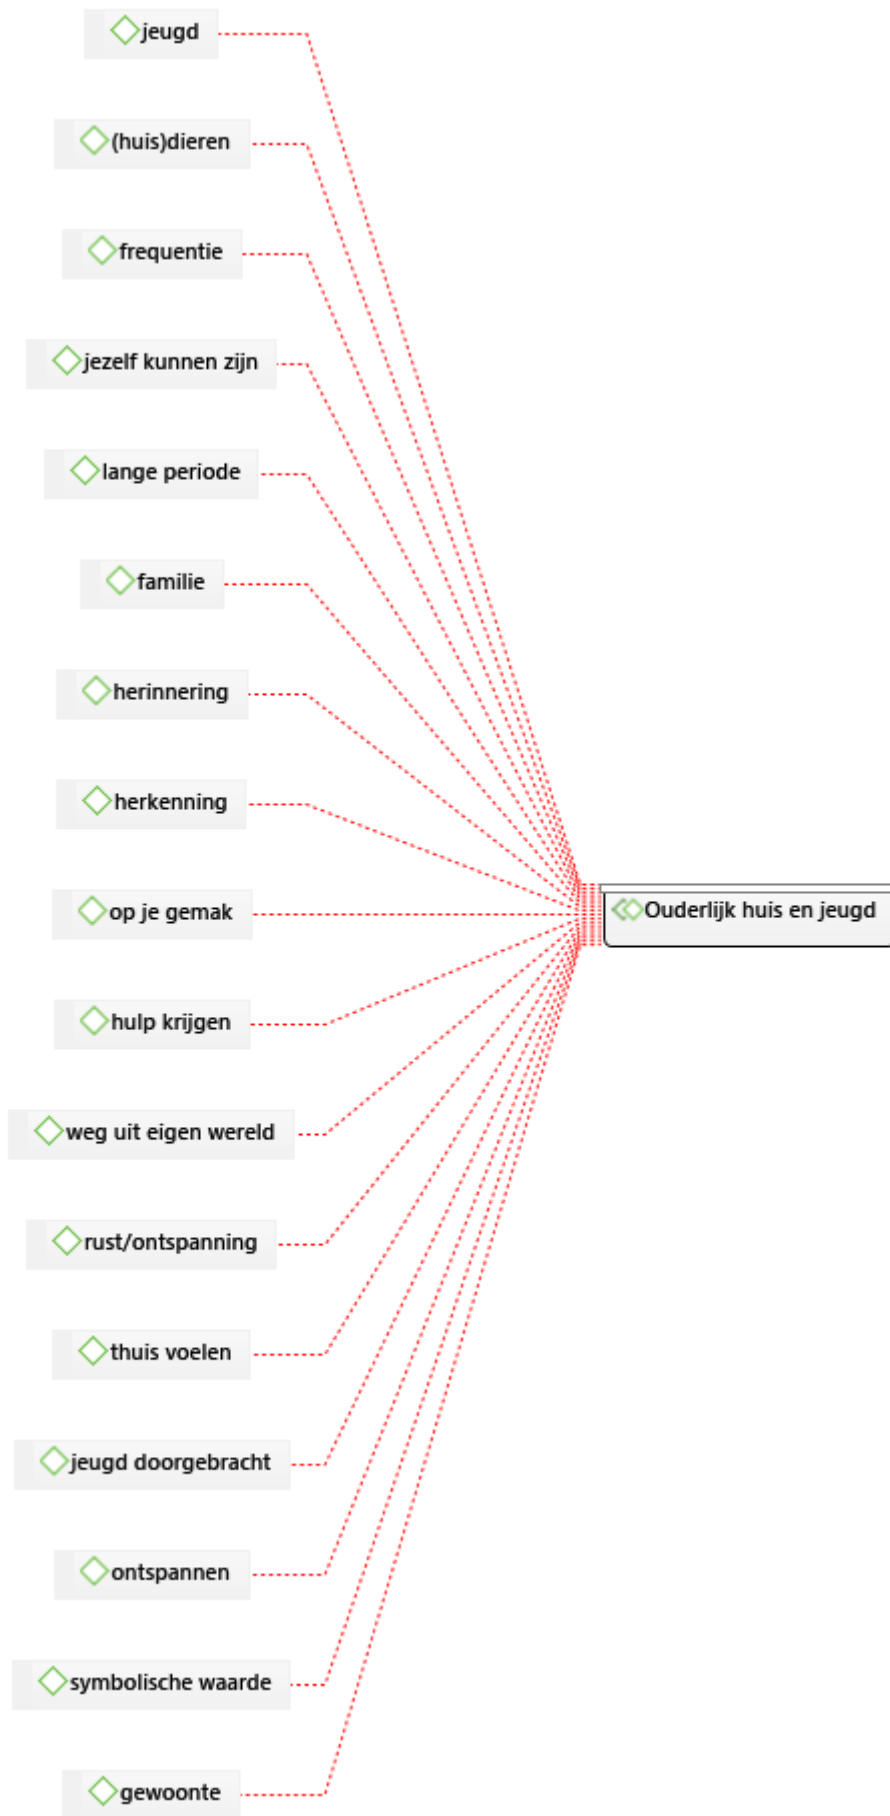 jeugd
(huis)dieren
frequentie
jezelf kunnen zijn
lange periode
familie
herinnering
herkenning
op je gemak
Ouderlijk huis en jeugd
hulp krijgen
weg uit eigen wereld
rust/ontspanning
thuis voelen
jeugd doorgebracht
ontspannen
symbolische waarde
gewoonte